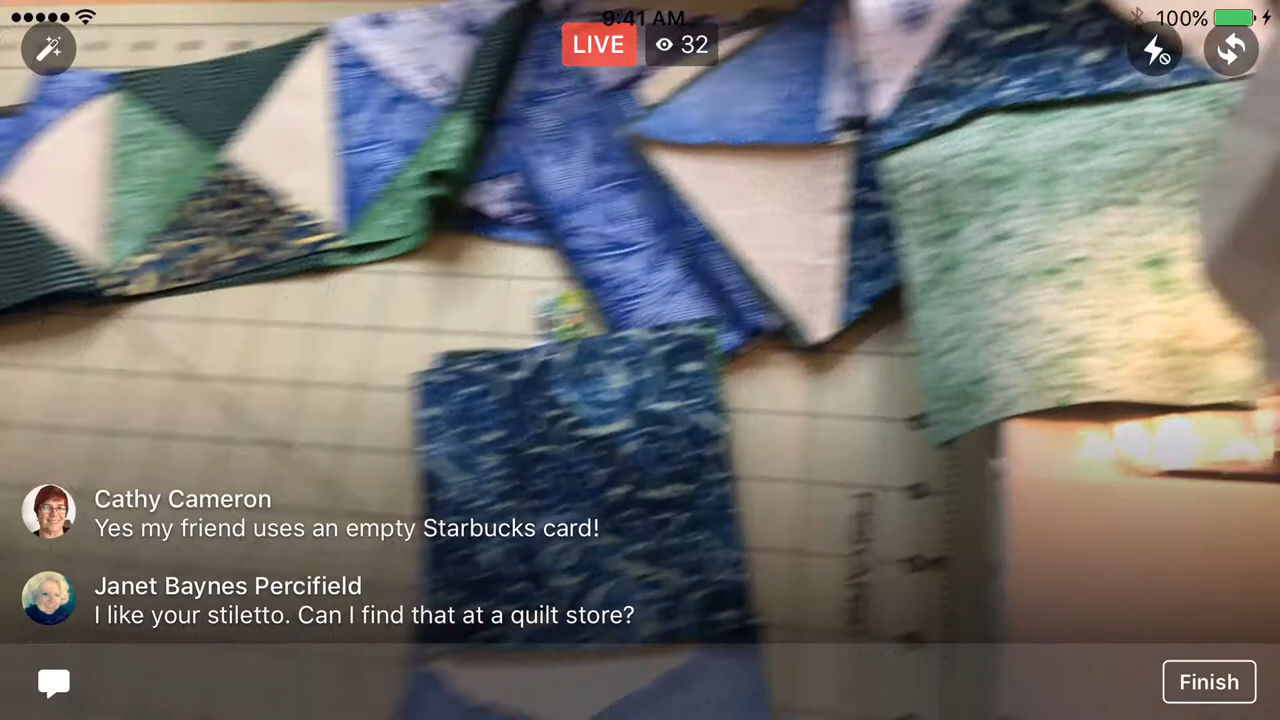 9:41 AM
100%
LIVE
32
Cathy Cameron
Yes my friend uses an empty Starbucks card!
Janet Baynes Percifield
I like your stiletto. Can I find that at a quilt store?
Finish